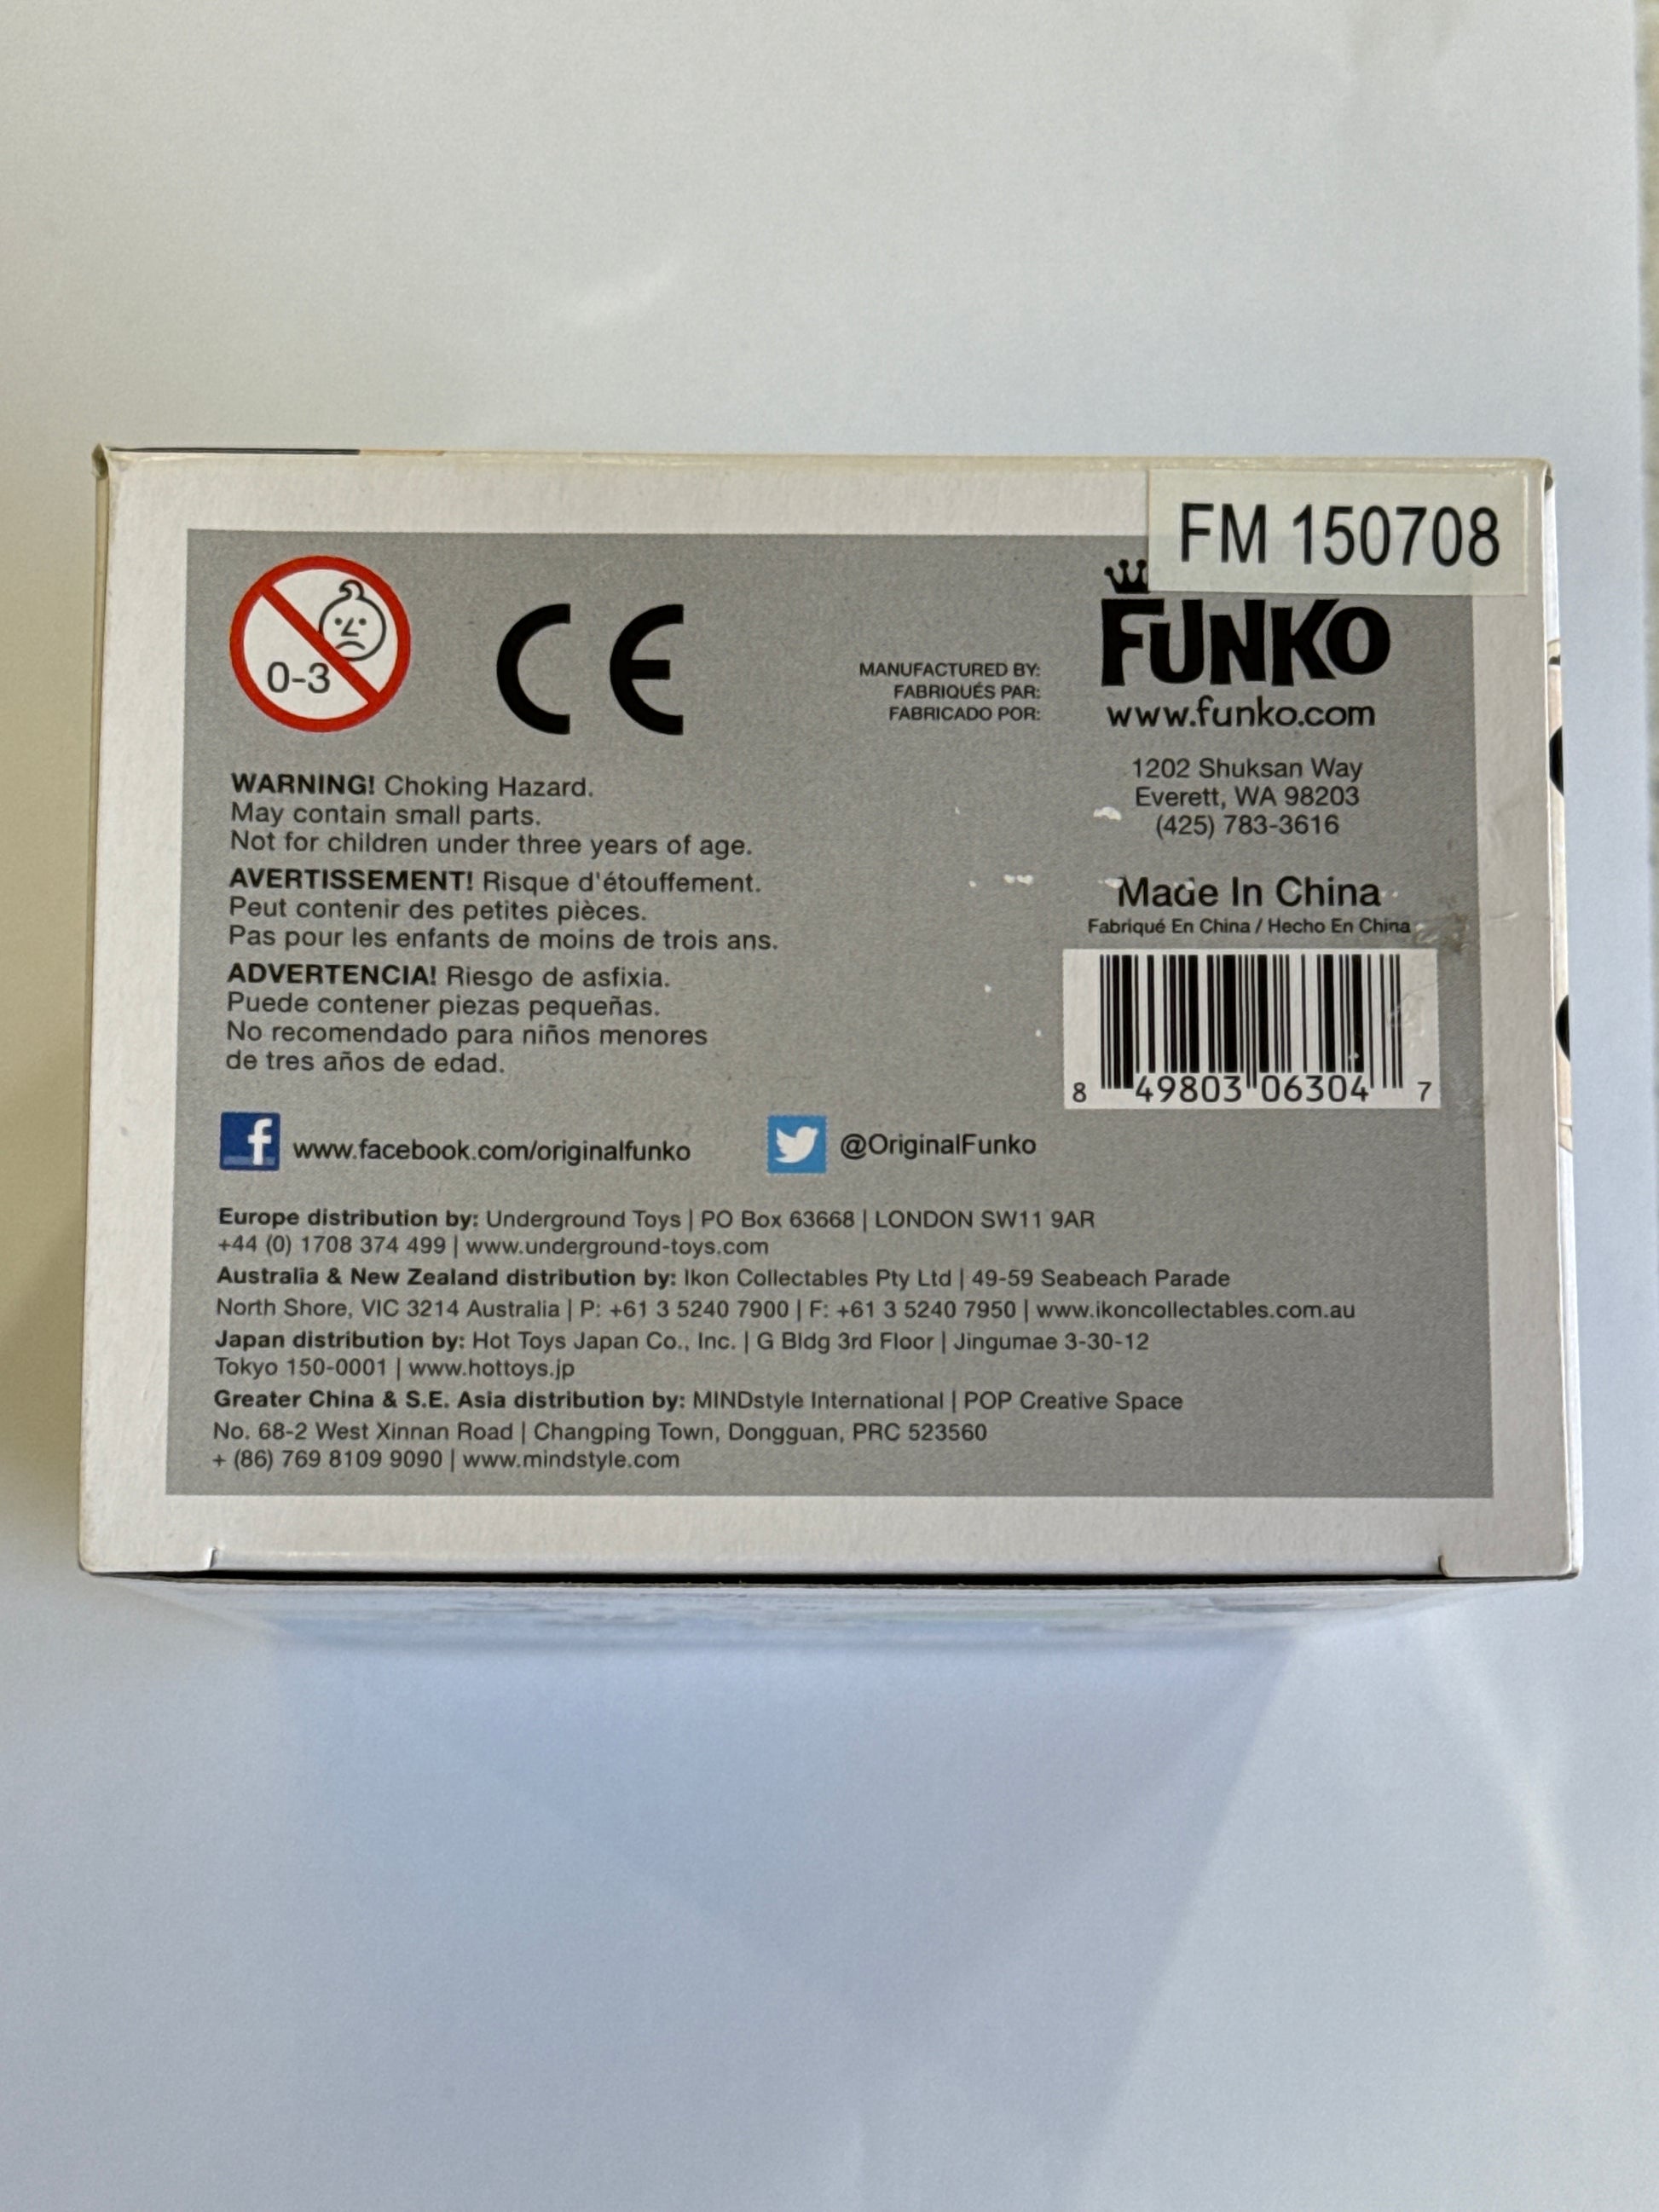 FM 150708
0-3
CE
MANUFACTURED BY:
FABRIQUÉS PAR:
FABRICADO POR:
FUNKO
www.funko.com
1202 Shuksan Way
Everett, WA 98203
(425) 783-3616
Made In China
Fabriqué En China / Hecho En China
8 49803 06304 7
WARNING! Choking Hazard.
May contain small parts.
Not for children under three years of age.
AVERTISSEMENT! Risque d'étouffement.
Peut contenir des petites pièces.
Pas pour les enfants de moins de trois ans.
ADVERTENCIA! Riesgo de asfixia.
Puede contener piezas pequeñas.
No recomendado para niños menores
de tres años de edad.
f www.facebook.com/originalfunko
@OriginalFunko
Europe distribution by: Underground Toys | PO Box 63668 | LONDON SW11 9AR
+44 (0) 1708 374 499 | www.underground-toys.com
Australia & New Zealand distribution by: Ikon Collectables Pty Ltd | 49-59 Seabeach Parade
North Shore, VIC 3214 Australia | P: +61 3 5240 7900 | F: +61 3 5240 7950 | www.ikoncollectables.com.au
Japan distribution by: Hot Toys Japan Co., Inc. | G Bldg 3rd Floor | Jingumae 3-30-12
Tokyo 150-0001 | www.hottoys.jp
Greater China & S.E. Asia distribution by: MINDstyle International | POP Creative Space
No. 68-2 West Xinnan Road | Changping Town, Dongguan, PRC 523560
+ (86) 769 8109 9090 | www.mindstyle.com